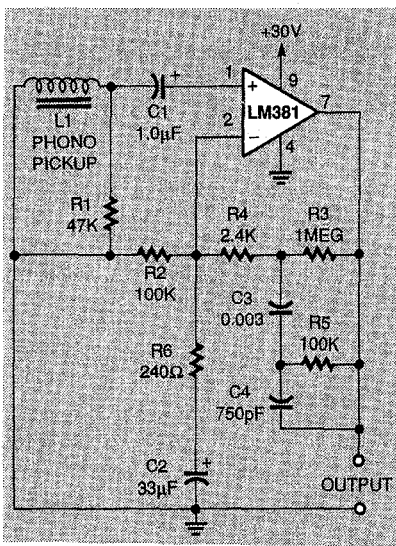 +30V
1
9
+
LM381
7
2
−
4
L1
PHONO
PICKUP
+
C1
1.0µF
R1
47K
R2
100K
R4
2.4K
R3
1MEG
C3
0.003
R5
100K
R6
240Ω
C4
750pF
C2
33µF
+
OUTPUT